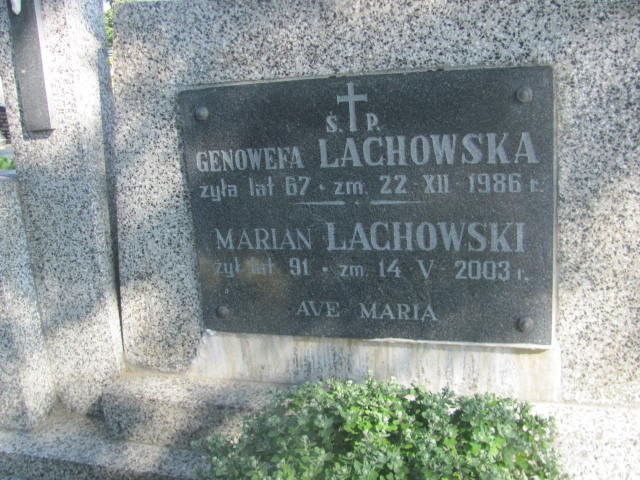 Ś. P.
GENOWEFA LACHOWSKA
żyła lat 67 · zm. 22 · XII · 1986 r.
MARIAN LACHOWSKI
żył lat 91 · zm. 14 V · 2003 r.
AVE MARIA